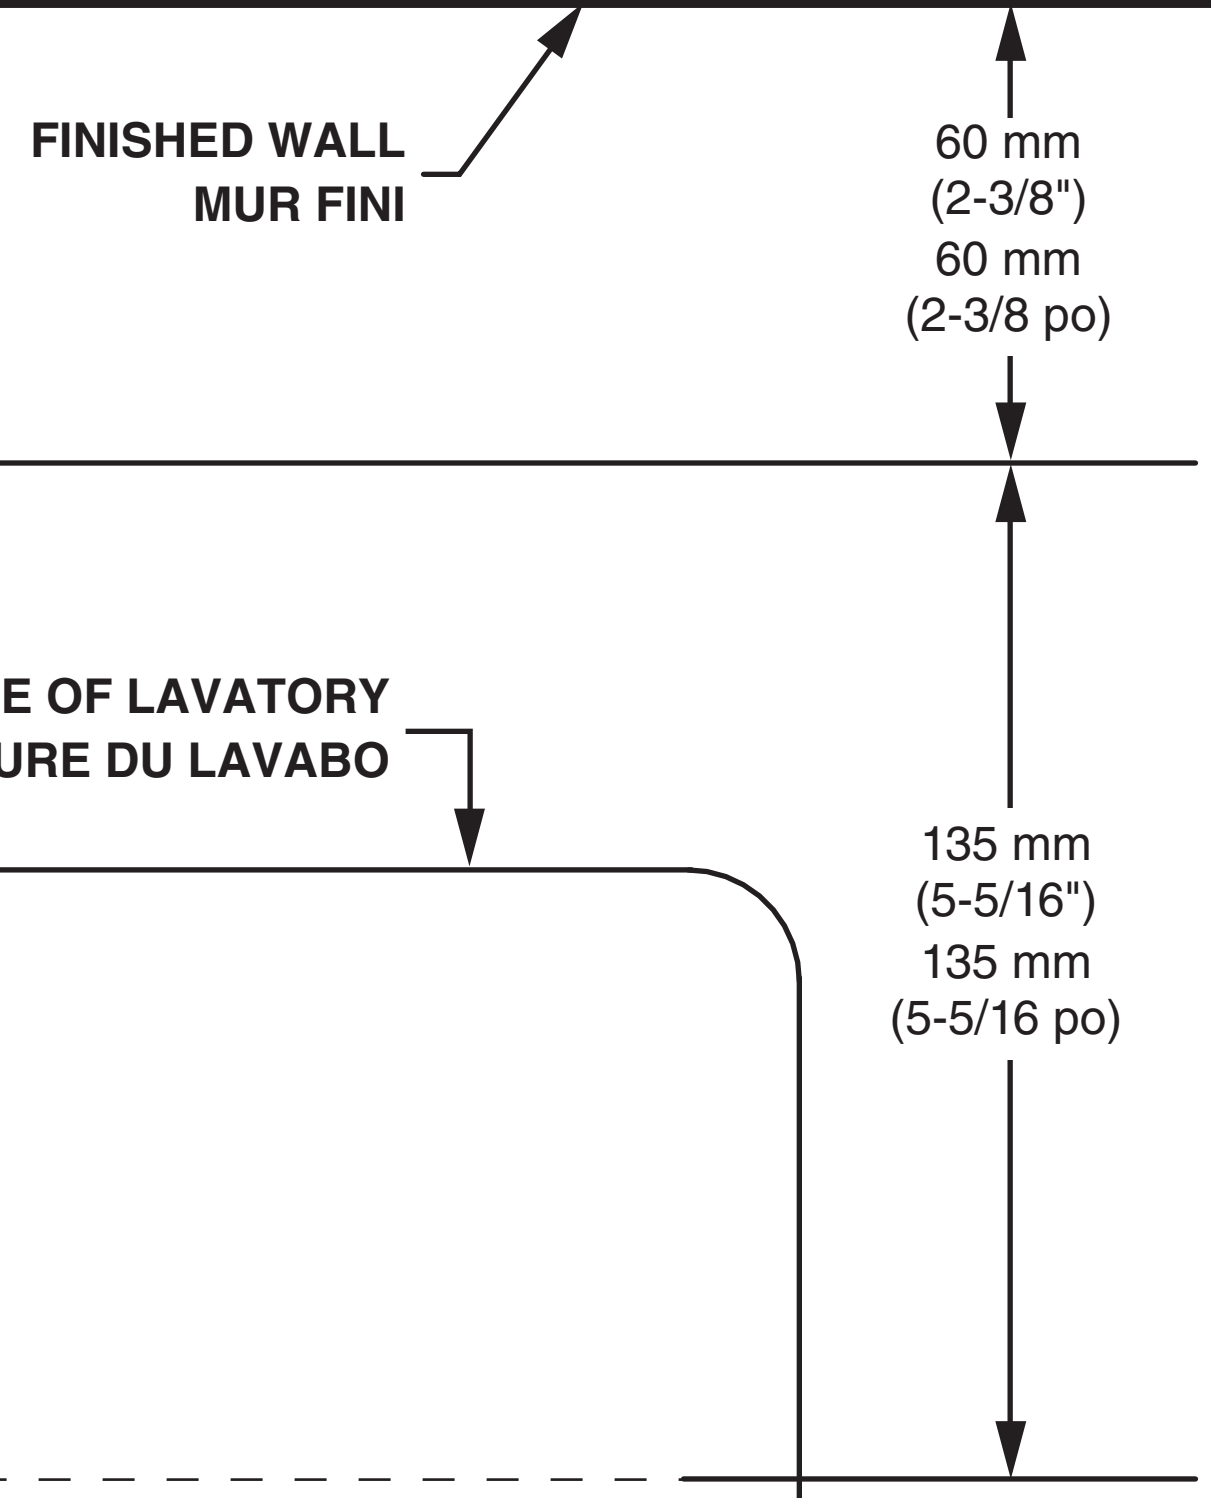 FINISHED WALL
MUR FINI
60 mm
(2-3/8")
60 mm
(2-3/8 po)
OF LAVATORY
DU LAVABO
135 mm
(5-5/16")
135 mm
(5-5/16 po)